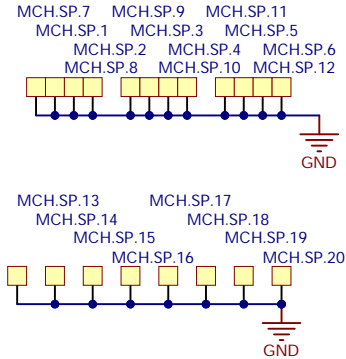 MCH.SP.7 MCH.SP.9 MCH.SP.11
MCH.SP.1 MCH.SP.3 MCH.SP.5
MCH.SP.2 MCH.SP.4 MCH.SP.6
MCH.SP.8 MCH.SP.10 MCH.SP.12
GND
MCH.SP.13 MCH.SP.17
MCH.SP.14 MCH.SP.18
MCH.SP.15 MCH.SP.19
MCH.SP.16 MCH.SP.20
GND